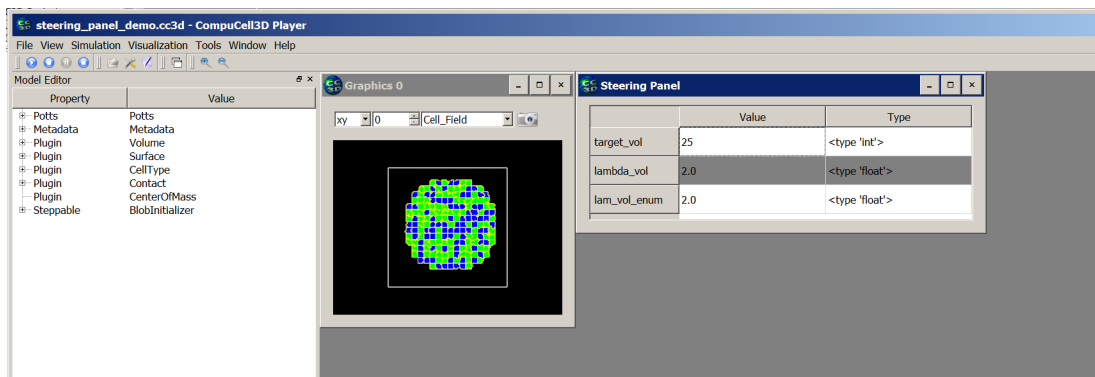 steering_panel_demo.cc3d - CompuCell3D Player
File View Simulation Visualization Tools Window Help
Model Editor
Property Value
Potts Potts
Metadata Metadata
Plugin Volume
Plugin Surface
Plugin CellType
Plugin Contact
Plugin CenterOfMass
Steppable BlobInitializer
Graphics 0
xy 0 Cell_Field
Steering Panel
Value Type
target_vol 25 <type 'int'>
lambda_vol 2.0 <type 'float'>
lam_vol_enum 2.0 <type 'float'>